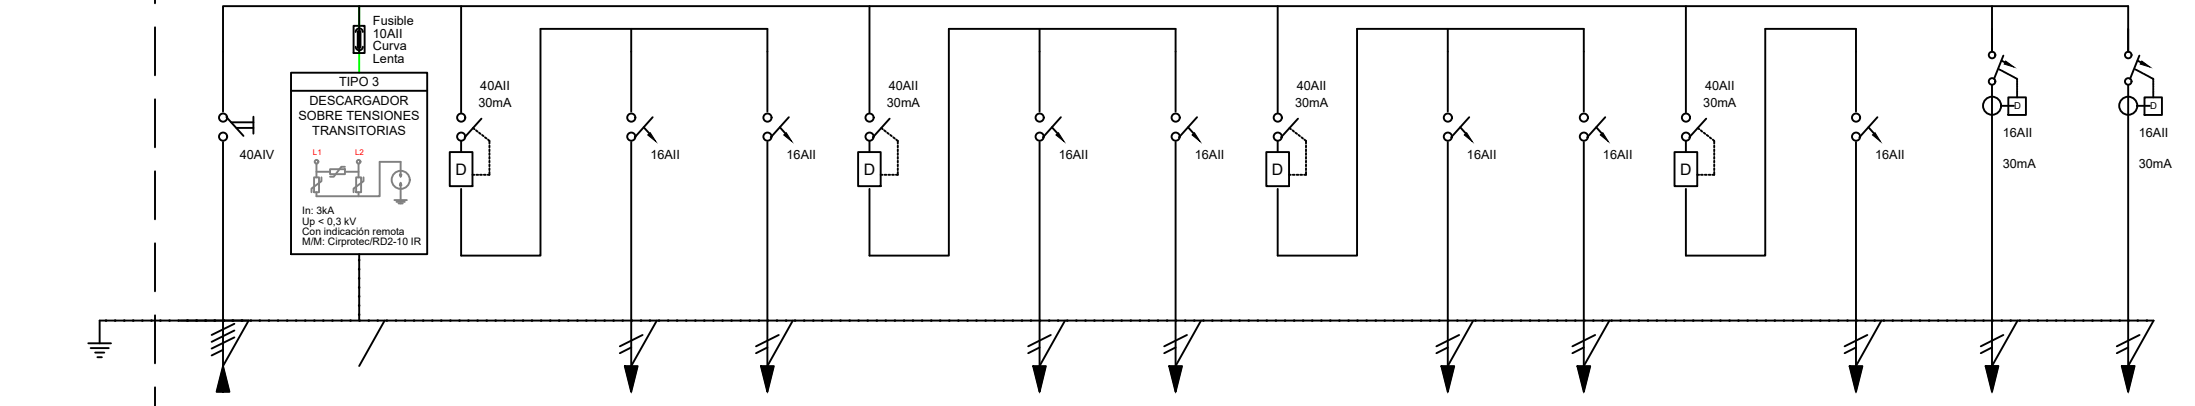 Fusible
10AII
Curva
Lenta
TIPO 3
DESCARGADOR
SOBRE TENSIONES
TRANSITORIAS
L1 L2
In: 3kA
Up < 0,3 kV
Con indicación remota
M/M: Cirprotec/RD2-10 IR
40AIV
40AII
30mA
D
16AII
16AII
40AII
30mA
D
16AII
16AII
40AII
30mA
D
16AII
16AII
40AII
30mA
D
16AII
D
16AII
30mA
D
16AII
30mA